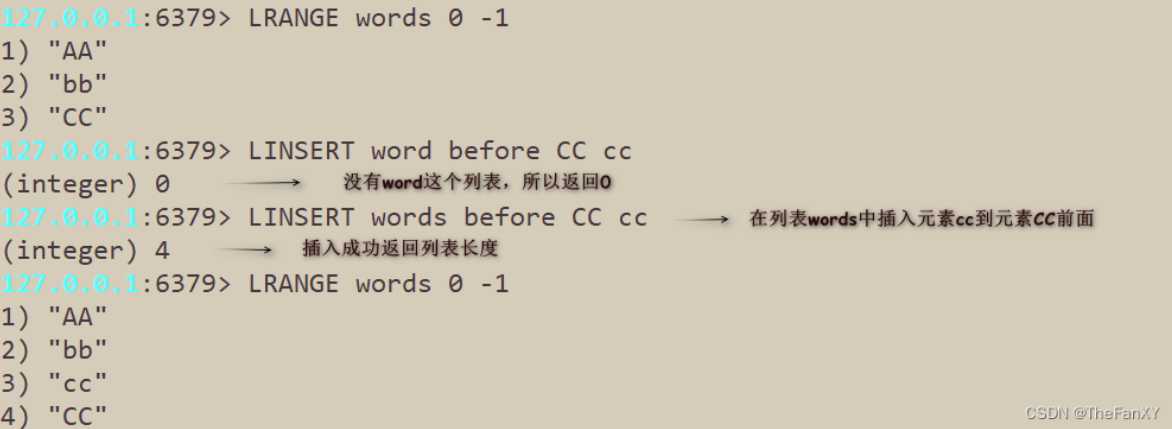 127.0.0.1:6379> LRANGE words 0 -1
1) "AA"
2) "bb"
3) "CC"
127.0.0.1:6379> LINSERT word before CC cc
(integer) 0 没有word这个列表，所以返回0
127.0.0.1:6379> LINSERT words before CC cc 在列表words中插入元素cc到元素CC前面
(integer) 4 插入成功返回列表长度
127.0.0.1:6379> LRANGE words 0 -1
1) "AA"
2) "bb"
3) "cc"
4) "CC"
CSDN @TheFanXY